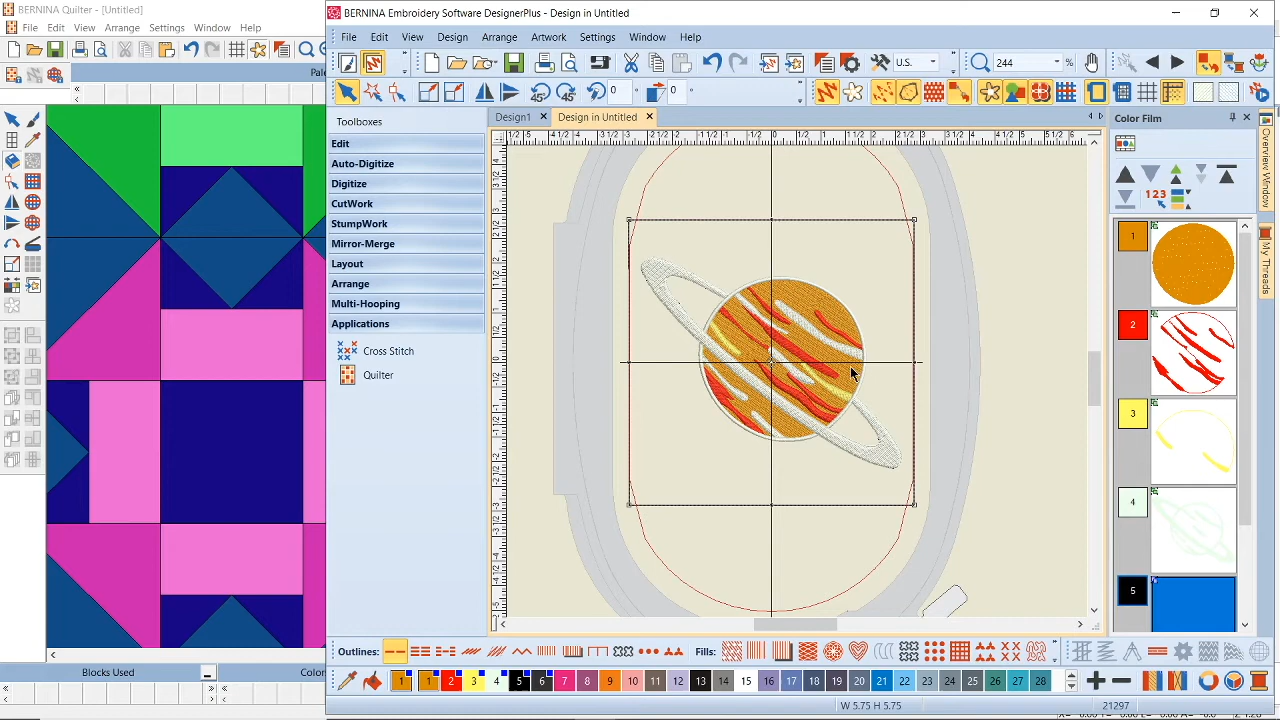 BERNINA Quilter - [Untitled]
File Edit View Arrange Settings Window Help
BERNINA Embroidery Software DesignerPlus - Design in Untitled
File Edit View Design Arrange Artwork Settings Window Help
U.S. 244 %
45 45 0 ° 0 °
Toolboxes
Edit
Auto-Digitize
Digitize
CutWork
StumpWork
Mirror-Merge
Layout
Arrange
Multi-Hooping
Applications
Cross Stitch
Quilter
Design1 Design in Untitled
Color Film
123
1
2
3
4
5
Overview Window
My Threads
Blocks Used
Outlines:
Fills:
1 1 2 3 4 5 6 7 8 9 10 11 12 13 14 15 16 17 18 19 20 21 22 23 24 25 26 27 28
W 5.75 H 5.75
21297